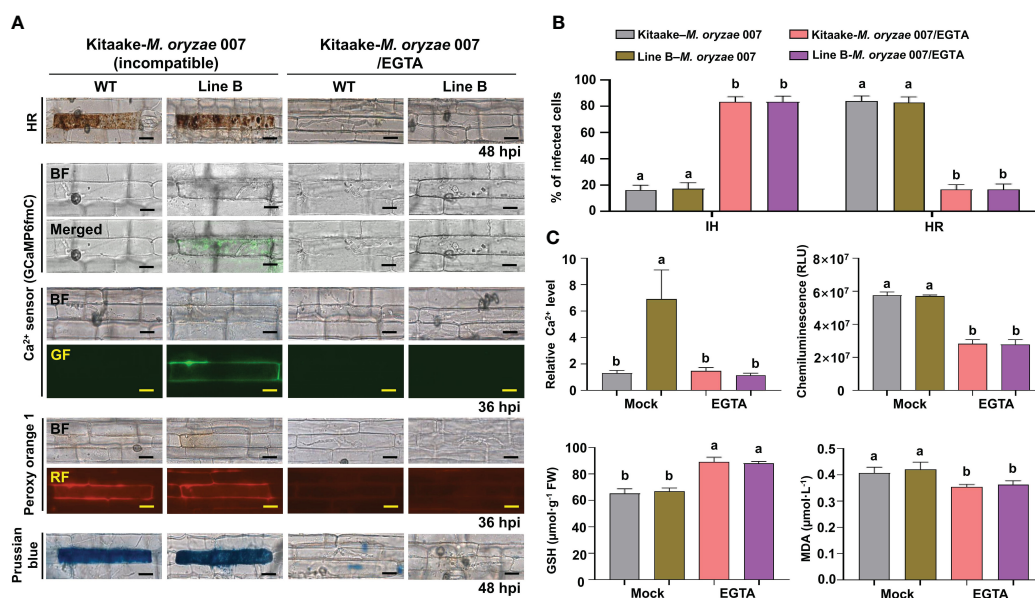 A
Kitaake-M. oryzae 007
(incompatible)
Kitaake-M. oryzae 007
/EGTA
WT
Line B
WT
Line B
HR
48 hpi
Ca²⁺ sensor (GCaMP6fmC)
BF
Merged
BF
GF
36 hpi
Peroxy orange 1
BF
RF
36 hpi
Prussian
blue
48 hpi
B
Kitaake–M. oryzae 007
Kitaake-M. oryzae 007/EGTA
Line B–M. oryzae 007
Line B-M. oryzae 007/EGTA
% of infected cells
100
80
60
40
20
0
a
a
b
b
a
a
b
b
IH
HR
C
Relative Ca²⁺ level
10
8
6
4
2
0
b
a
b
b
Mock
EGTA
Chemiluminescence (RLU)
8×10⁷
6×10⁷
4×10⁷
2×10⁷
0
a
a
b
b
Mock
EGTA
GSH (μmol·g⁻¹ FW)
100
80
60
40
20
0
b
b
a
a
Mock
EGTA
MDA (μmol·L⁻¹)
0.5
0.4
0.3
0.2
0.1
0.0
a
a
b
b
Mock
EGTA